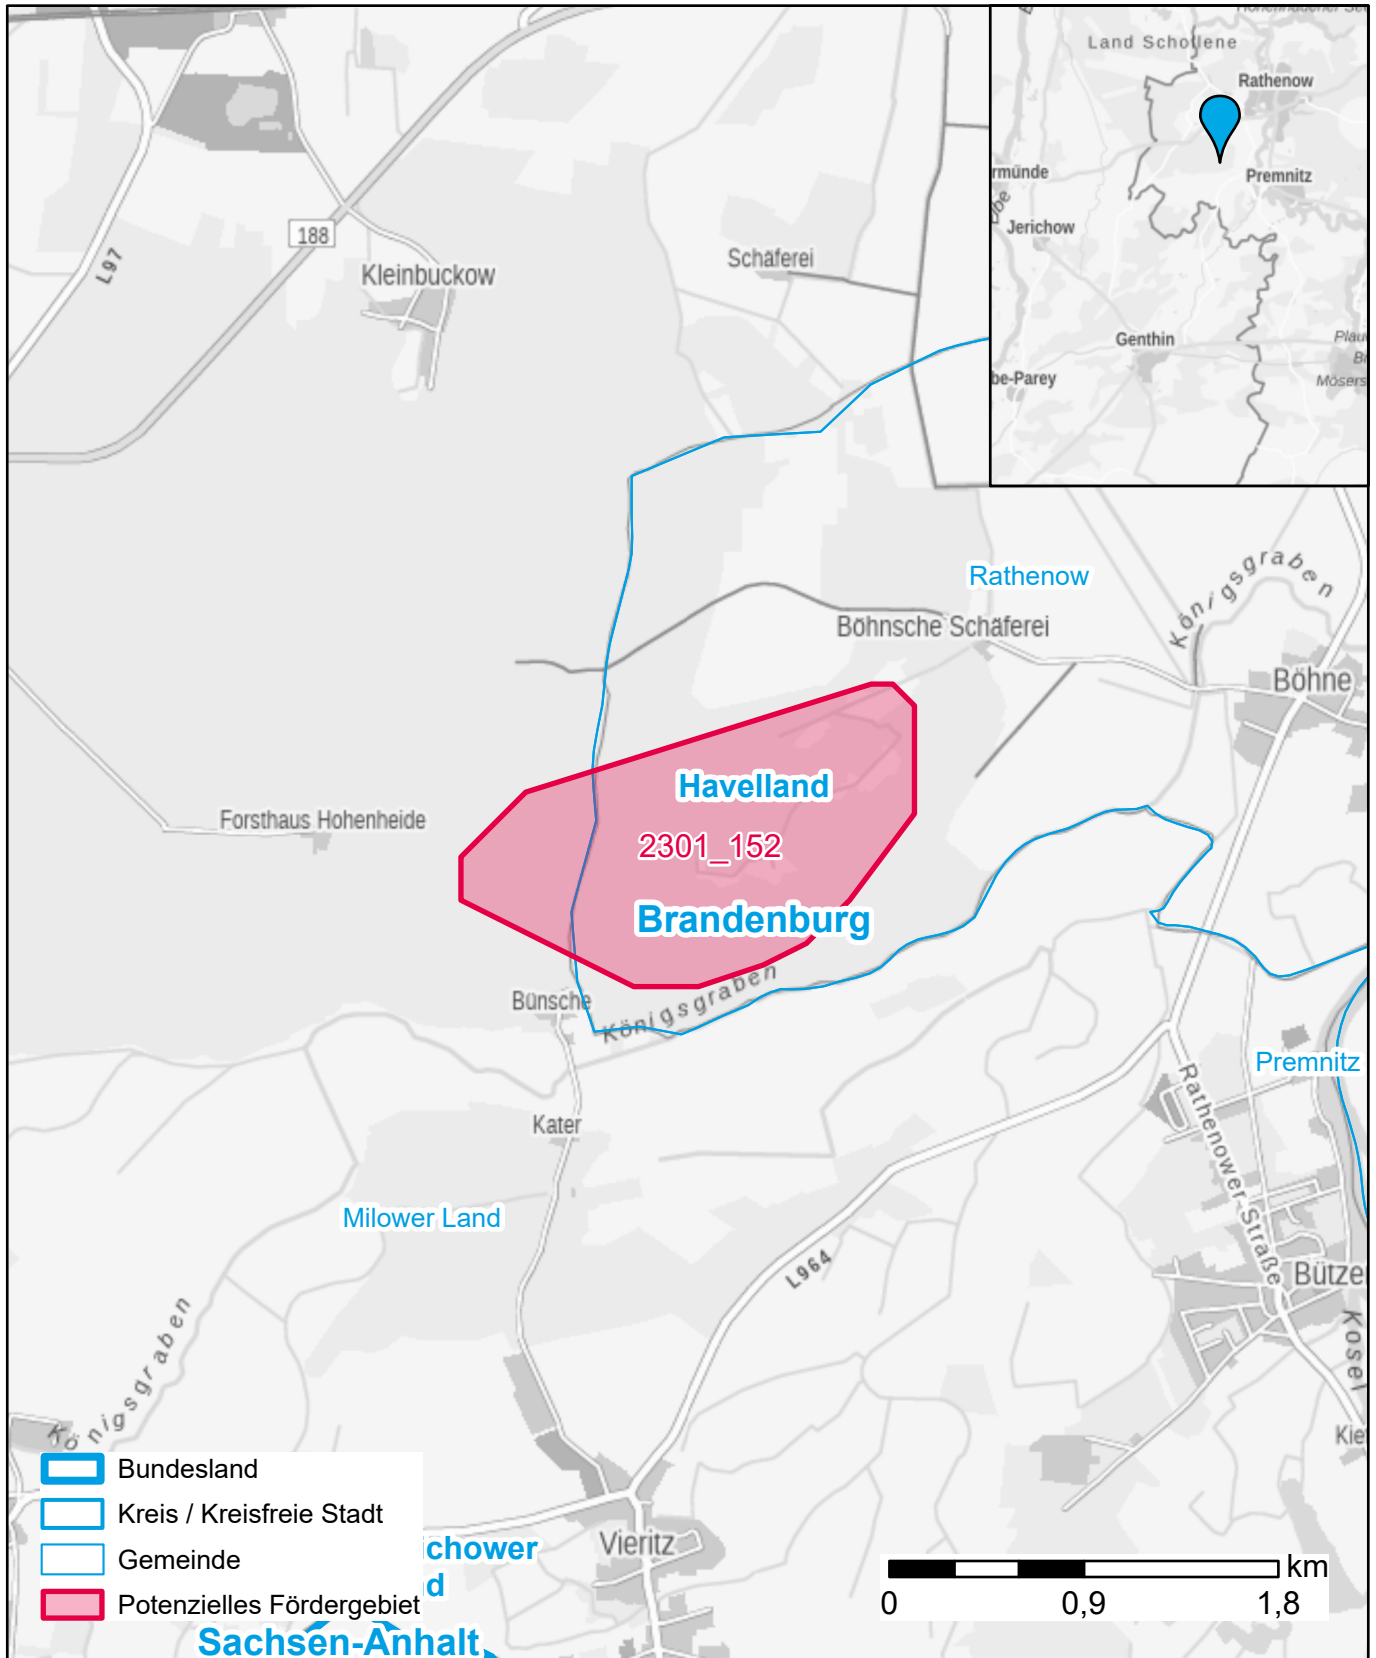 Land Schollene
Rathenow
rmünde
Premnitz
Jerichow
Genthin
Plau
be-Parey
Mösers
L97
188
Kleinbuckow
Schäferei
Rathenow
Königsgraben
Böhnsche Schäferei
Böhne
Havelland
Forsthaus Hohenheide
2301_152
Brandenburg
Bünsche
Königsgraben
Premnitz
Kater
Rathenower Straße
Milower Land
L964
Bütze
Königsgraben
Kosel
Kie
Bundesland
Kreis / Kreisfreie Stadt
Gemeinde
Potenzielles Fördergebiet
chower
d
Vieritz
Sachsen-Anhalt
km
0 0,9 1,8